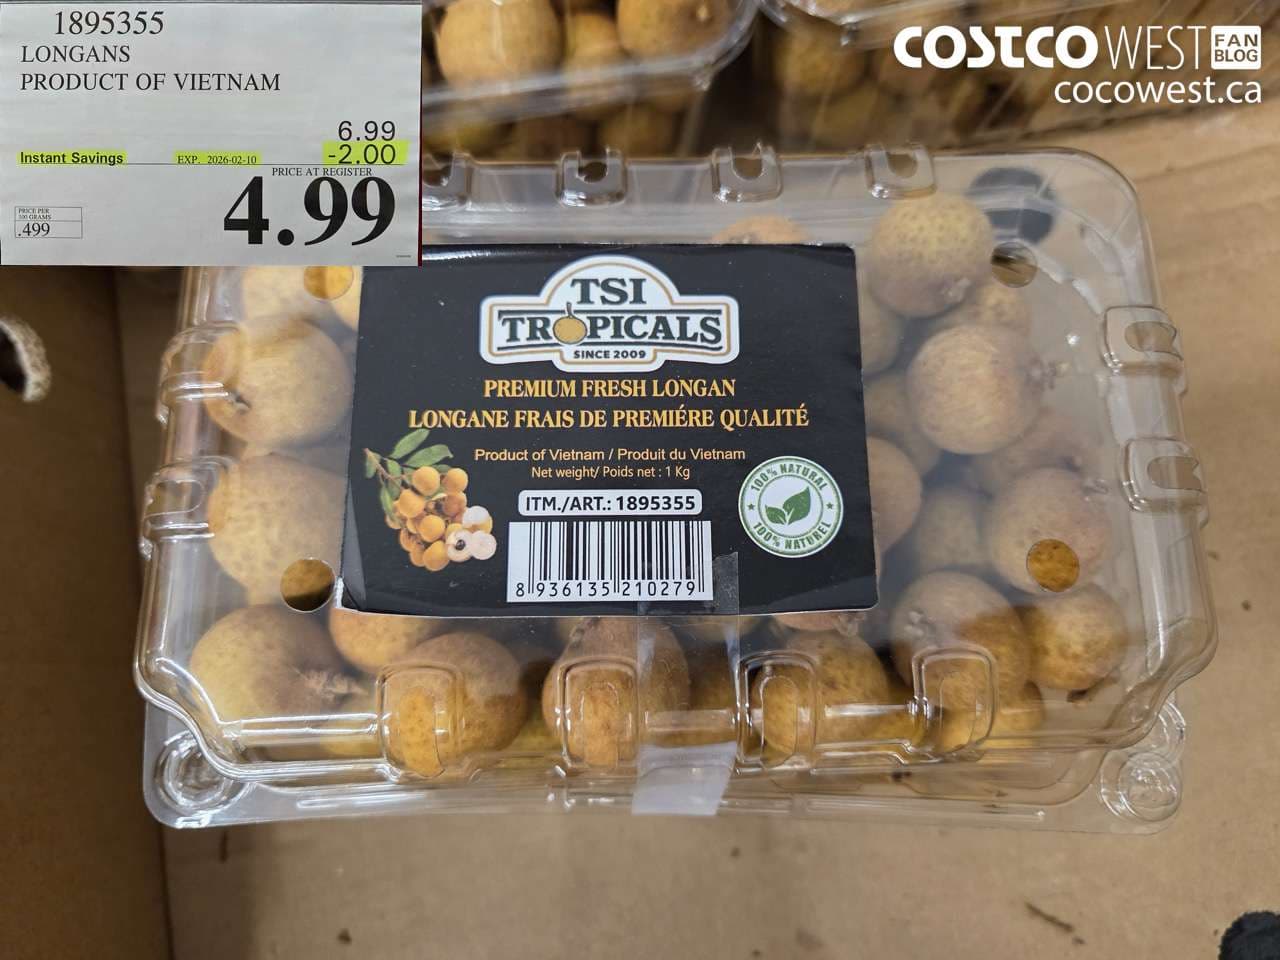 1895355
LONGANS
PRODUCT OF VIETNAM
6.99
Instant Savings EXP. 2026-02-10 -2.00
PRICE AT REGISTER
4.99
PRICE PER
100 GRAMS
.499
COSTCO WEST FAN BLOG
cocowest.ca
TSI
TROPICALS
SINCE 2009
PREMIUM FRESH LONGAN
LONGANE FRAIS DE PREMIÉRE QUALITÉ
Product of Vietnam / Produit du Vietnam
Net weight/ Poids net : 1 Kg
ITM./ART.: 1895355
100% NATURAL
100% NATUREL
8 936135 210279